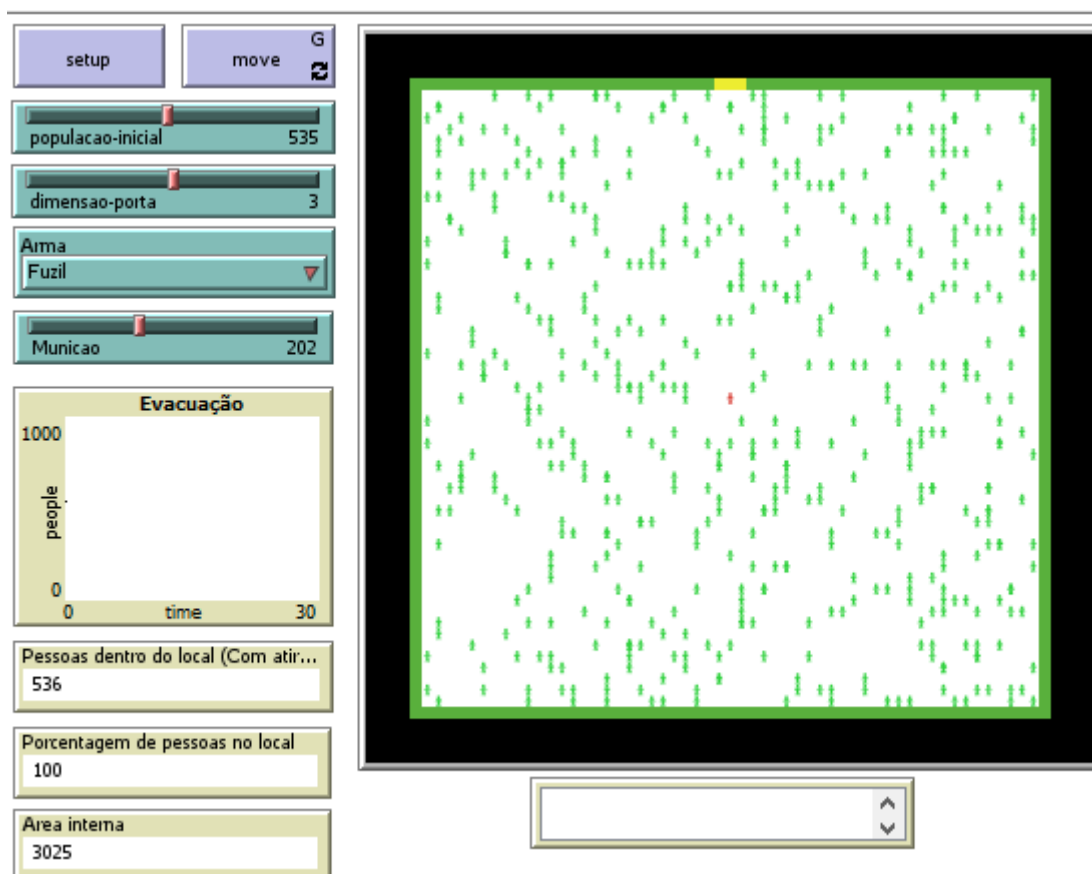 setup
move
G
populacao-inicial 535
dimensao-porta 3
Arma
Fuzil
Municao 202
Evacuação
1000
people
0
0 time 30
Pessoas dentro do local (Com atir...
536
Porcentagem de pessoas no local
100
Area interna
3025